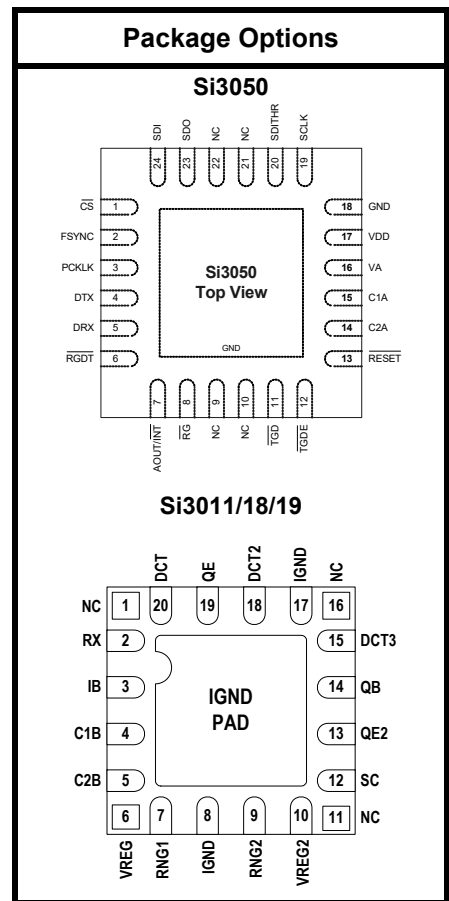 Package Options
Si3050
SDI
SDO
NC
NC
SDITHR
SCLK
24
23
22
21
20
19
CS
1
18
GND
FSYNC
2
17
VDD
PCKLK
3
16
VA
DTX
4
15
C1A
DRX
5
14
C2A
RGDT
6
13
RESET
Si3050
Top View
GND
7
8
9
10
11
12
AOUT/INT
RG
NC
NC
TGD
TGDE
Si3011/18/19
DCT
QE
DCT2
IGND
NC
NC
1
20
19
18
17
16
RX
2
15
DCT3
IB
3
14
QB
C1B
4
13
QE2
C2B
5
12
SC
IGND
PAD
6
7
8
9
10
11
NC
VREG
RNG1
IGND
RNG2
VREG2